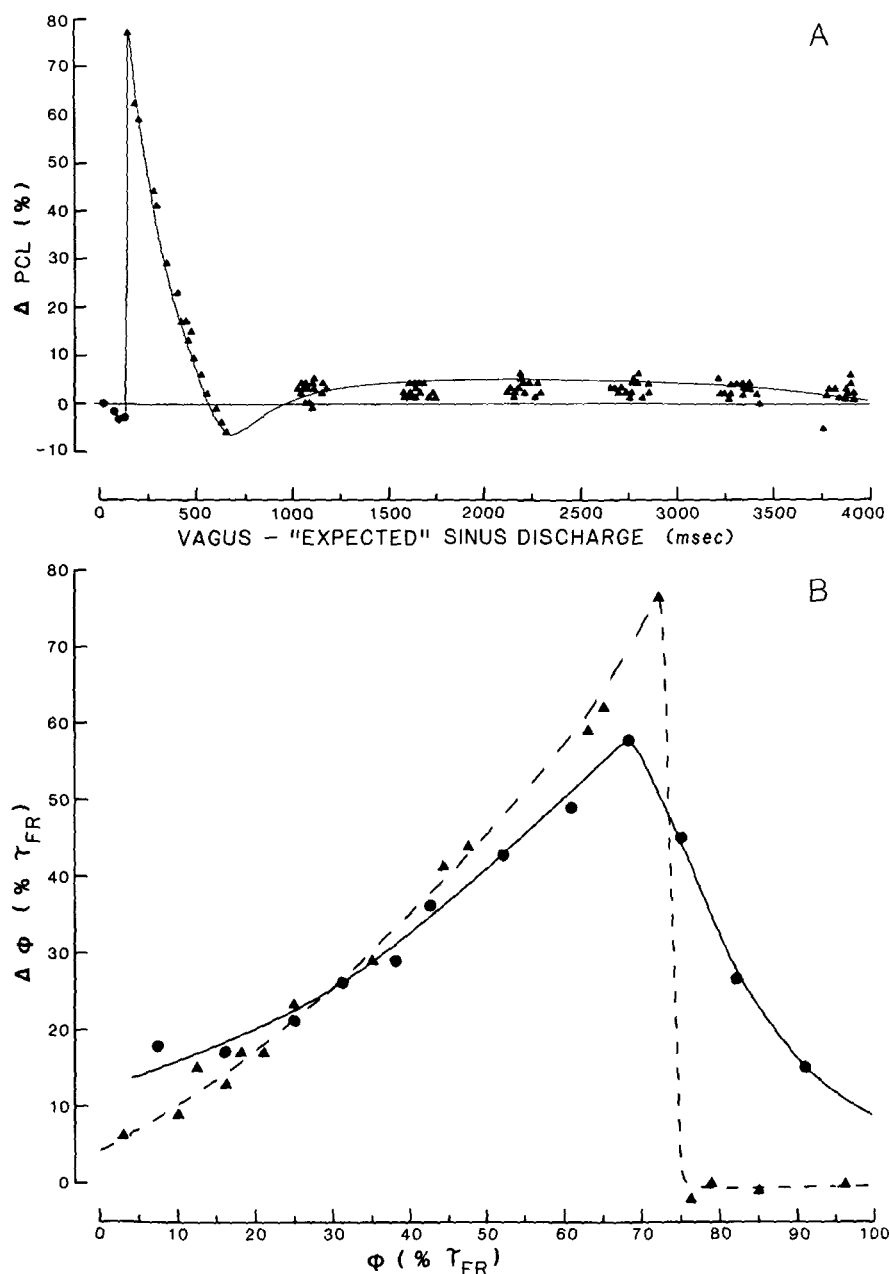 A
Δ PCL (%)
80
70
60
50
40
30
20
10
0
-10
0 500 1000 1500 2000 2500 3000 3500 4000
VAGUS - "EXPECTED" SINUS DISCHARGE (msec)
B
Δ Φ (% τFR)
80
70
60
50
40
30
20
10
0
0 10 20 30 40 50 60 70 80 90 100
φ (% τFR)